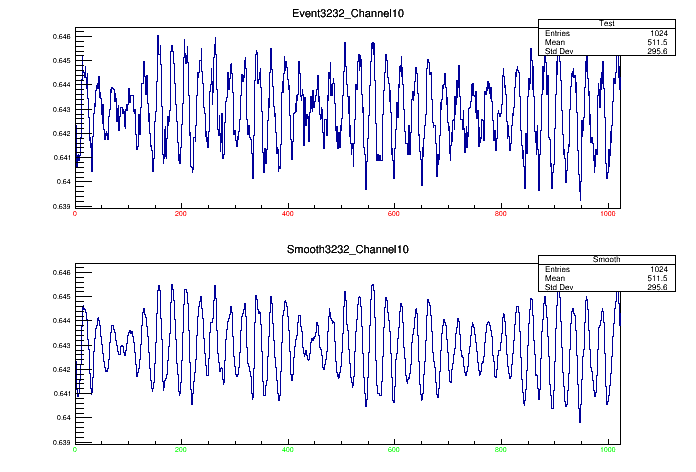 Event3232_Channel10
Test
Entries 1024
Mean 511.5
Std Dev 295.6
0.646
0.645
0.644
0.643
0.642
0.641
0.64
0.639
0 200 400 600 800 1000
Smooth3232_Channel10
Smooth
Entries 1024
Mean 511.5
Std Dev 295.6
0.646
0.645
0.644
0.643
0.642
0.641
0.64
0.639
0 200 400 600 800 1000